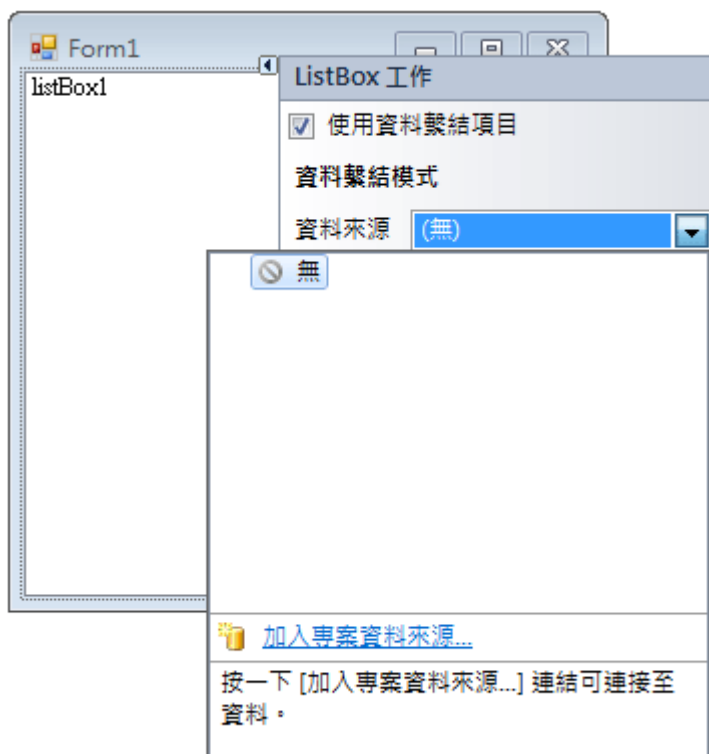 Form1
listBox1
ListBox 工作
使用資料繫結項目
資料繫結模式
資料來源 (無)
無
加入專案資料來源...
按一下 [加入專案資料來源...] 連結可連接至
資料。